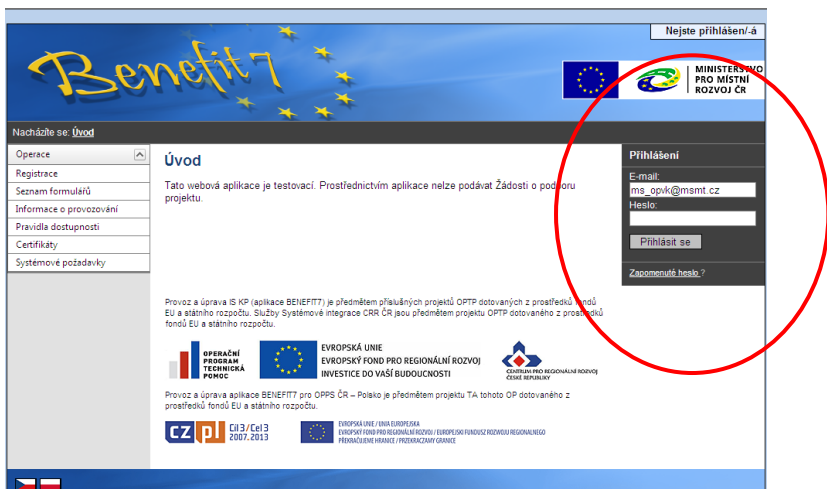 Nejste přihlášen/-á
Benefit7
MINISTERSTVO
PRO MÍSTNÍ
ROZVOJ ČR
Nacházíte se: Úvod
Operace
Registrace
Seznam formulářů
Informace o provozování
Pravidla dostupnosti
Certifikáty
Systémové požadavky
Úvod
Tato webová aplikace je testovací. Prostřednictvím aplikace nelze podávat Žádosti o podporu
projektu.
Přihlášení
E-mail:
ms_opvk@msmt.cz
Heslo:
Přihlásit se
Zapomenuté heslo ?
Provoz a úprava IS KP (aplikace BENEFIT7) je předmětem příslušných projektů OPTP dotovaných z prostředků fondů
EU a státního rozpočtu. Služby Systémové integrace CRR ČR jsou předmětem projektu OPTP dotovaného z prostředků
fondů EU a státního rozpočtu.
OPERAČNÍ
PROGRAM
TECHNICKÁ
POMOC
EVROPSKÁ UNIE
EVROPSKÝ FOND PRO REGIONÁLNÍ ROZVOJ
INVESTICE DO VAŠÍ BUDOUCNOSTI
CENTRUM PRO REGIONÁLNÍ ROZVOJ
ČESKÉ REPUBLIKY
Provoz a úprava aplikace BENEFIT7 pro OPPS ČR – Polsko je předmětem projektu TA tohoto OP dotovaného z
prostředků fondů EU a státního rozpočtu.
CZ pl
Cíl 3 / Cel 3
2007.2013
EVROPSKÁ UNIE / UNIA EUROPEJSKA
EVROPSKÝ FOND PRO REGIONÁLNÍ ROZVOJ / EUROPEJSKI FUNDUSZ ROZWOJU REGIONALNEGO
PŘEKRAČUJEME HRANICE / PRZEKRACZAMY GRANICE